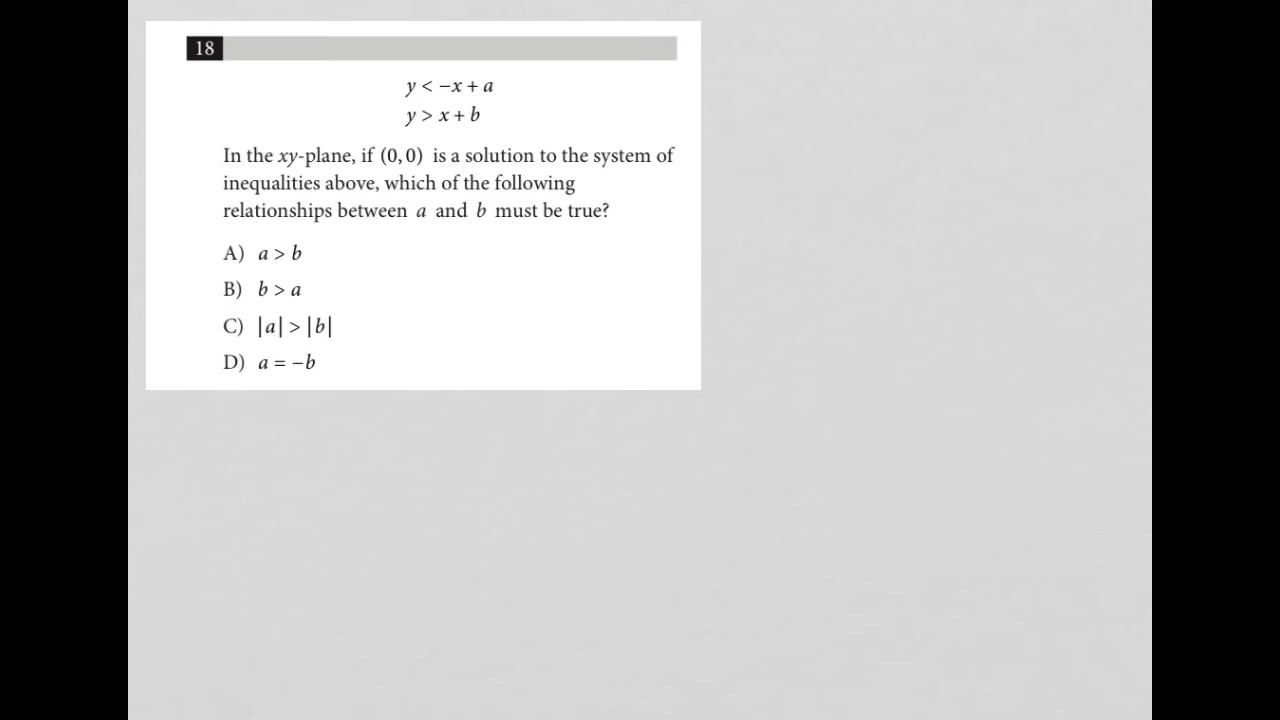 18
y < −x + a
y > x + b
In the xy-plane, if (0, 0) is a solution to the system of
inequalities above, which of the following
relationships between a and b must be true?
A) a > b
B) b > a
C) |a| > |b|
D) a = −b